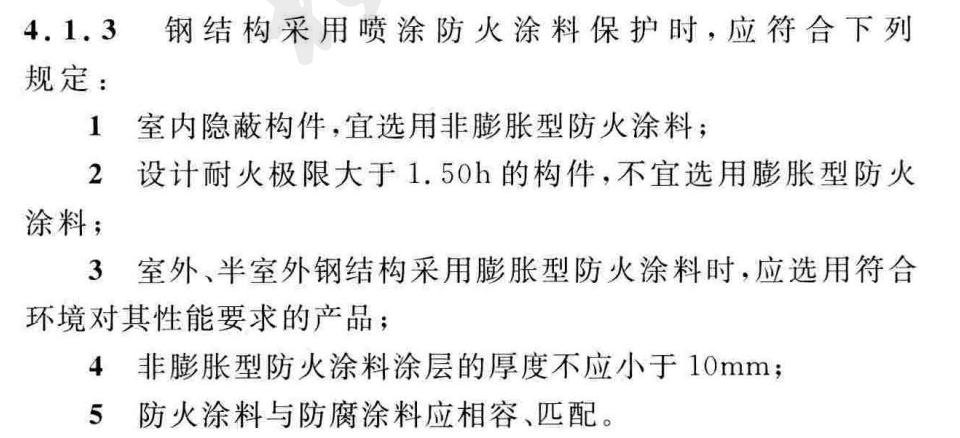 4.1.3 钢结构采用喷涂防火涂料保护时,应符合下列
规定:
1 室内隐蔽构件,宜选用非膨胀型防火涂料;
2 设计耐火极限大于1.50h的构件,不宜选用膨胀型防火
涂料;
3 室外、半室外钢结构采用膨胀型防火涂料时,应选用符合
环境对其性能要求的产品;
4 非膨胀型防火涂料涂层的厚度不应小于10mm;
5 防火涂料与防腐涂料应相容、匹配。